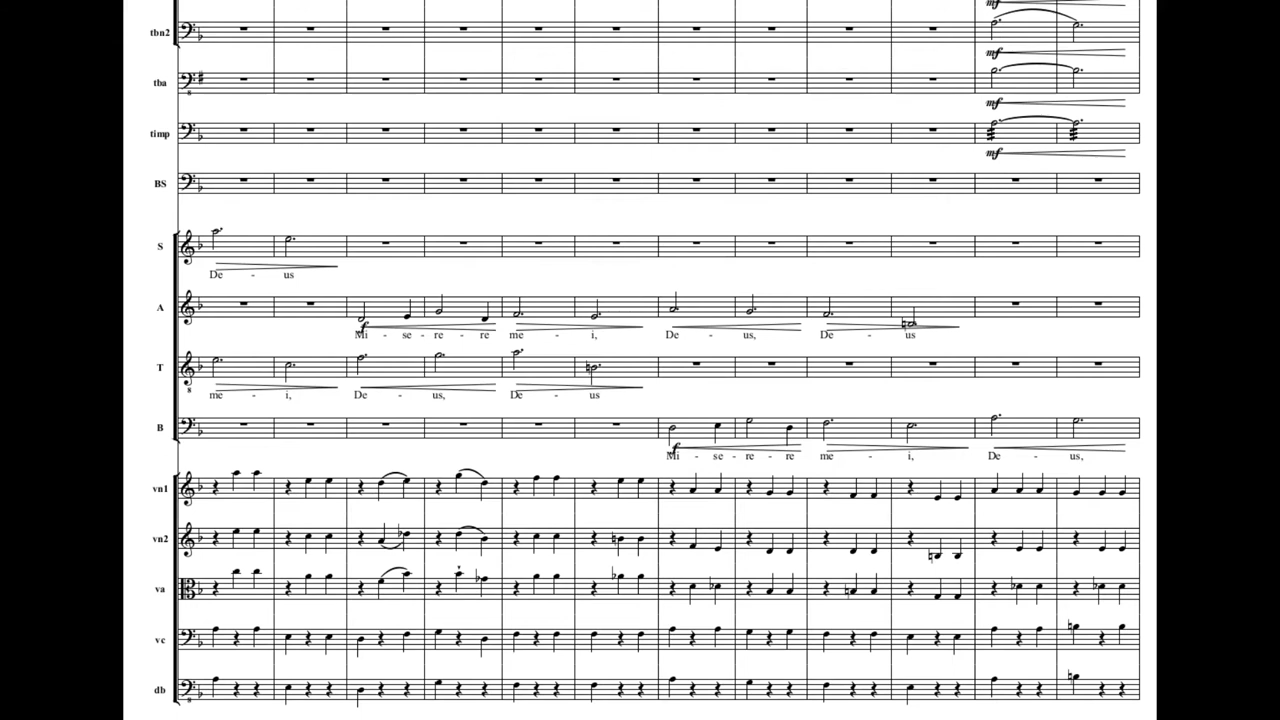 mf
tbn2
mf
tba
mf
timp
mf
BS
S
De - us
A
f
Mi - se - re - re me - i, De - us, De - us
T
me - i, De - us, De - us
B
f
Mi - se - re - re me - i, De - us,
vn1
vn2
va
vc
db